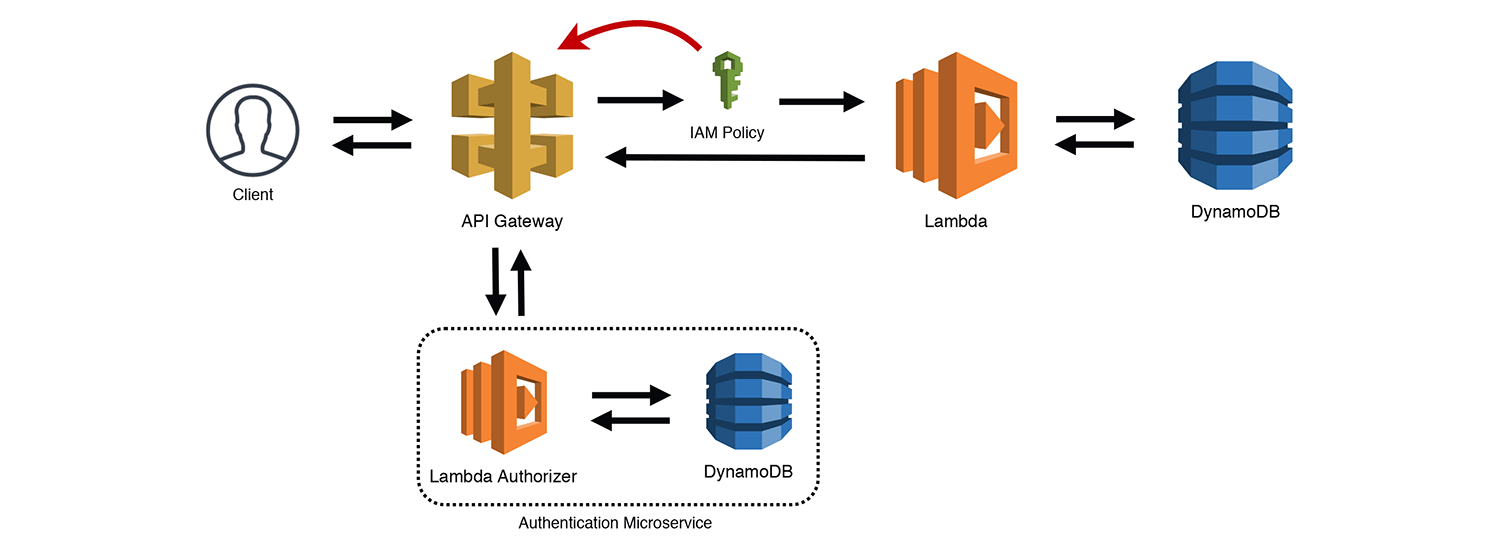 IAM Policy
Client
API Gateway
Lambda
DynamoDB
Lambda Authorizer
DynamoDB
Authentication Microservice